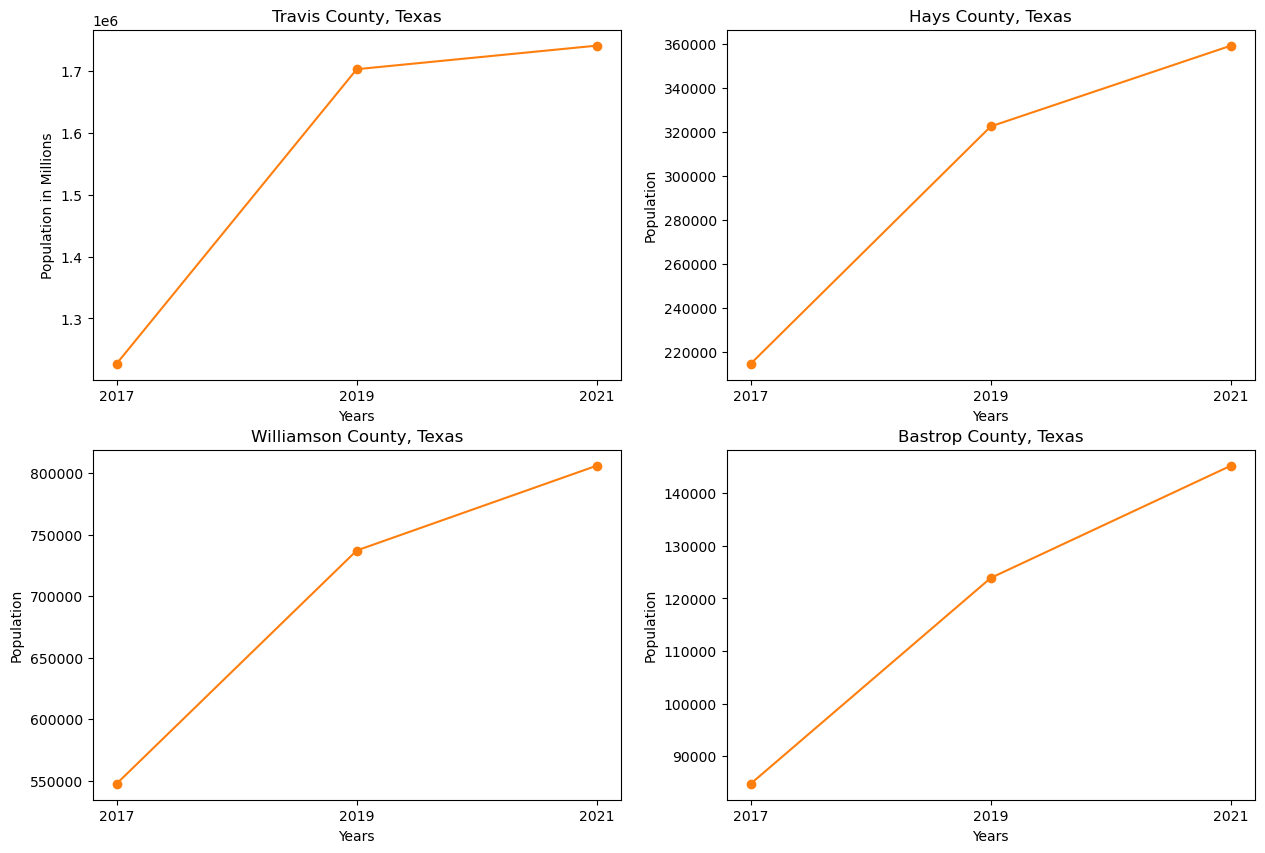 Travis County, Texas
1e6
1.7
1.6
1.5
1.4
1.3
Population in Millions
2017 2019 2021
Years
Hays County, Texas
360000
340000
320000
300000
280000
260000
240000
220000
Population
2017 2019 2021
Years
Williamson County, Texas
800000
750000
700000
650000
600000
550000
Population
2017 2019 2021
Years
Bastrop County, Texas
140000
130000
120000
110000
100000
90000
Population
2017 2019 2021
Years